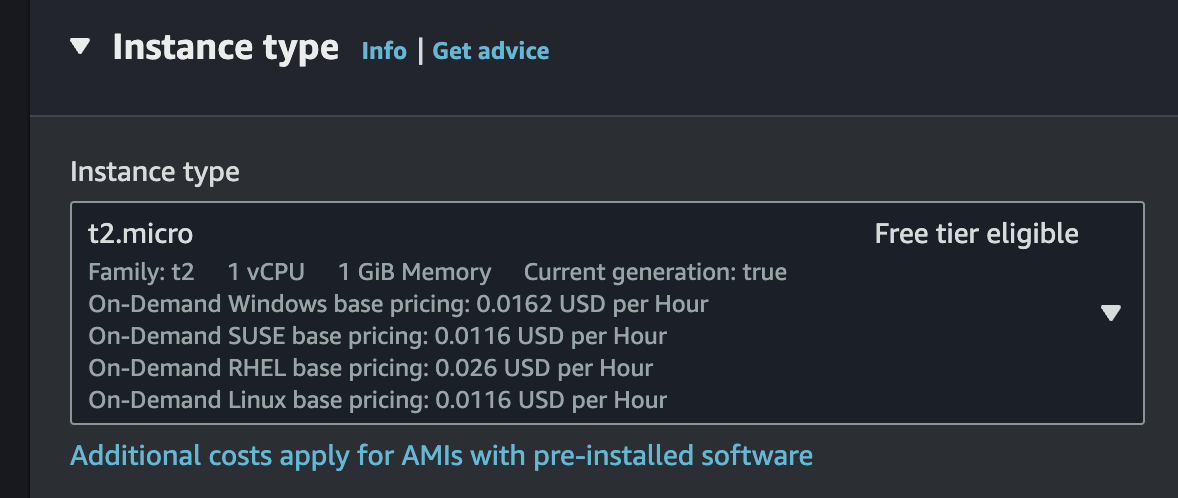 Instance type Info | Get advice
Instance type
t2.micro Free tier eligible
Family: t2 1 vCPU 1 GiB Memory Current generation: true
On-Demand Windows base pricing: 0.0162 USD per Hour
On-Demand SUSE base pricing: 0.0116 USD per Hour
On-Demand RHEL base pricing: 0.026 USD per Hour
On-Demand Linux base pricing: 0.0116 USD per Hour
Additional costs apply for AMIs with pre-installed software